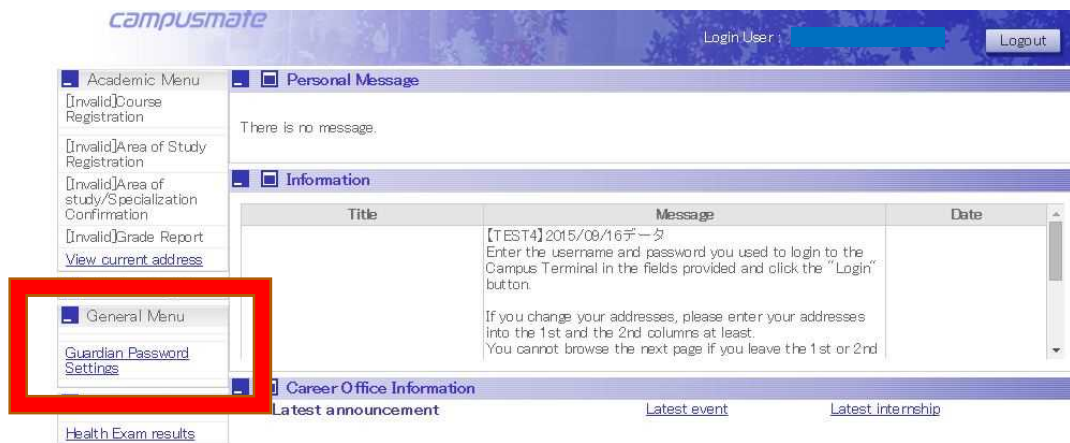 campusmate
Login User :
Logout
Academic Menu
[Invalid]Course
Registration
[Invalid]Area of Study
Registration
[Invalid]Area of
study/Specialization
Confirmation
[Invalid]Grade Report
View current address
General Menu
Guardian Password
Settings
Health Exam results
Personal Message
There is no message.
Information
Title Message Date
【TEST4】2015/09/16データ
Enter the username and password you used to login to the
Campus Terminal in the fields provided and click the "Login"
button.
If you change your addresses, please enter your addresses
into the 1st and the 2nd columns at least.
You cannot browse the next page if you leave the 1st or 2nd
Career Office Information
Latest announcement Latest event Latest internship